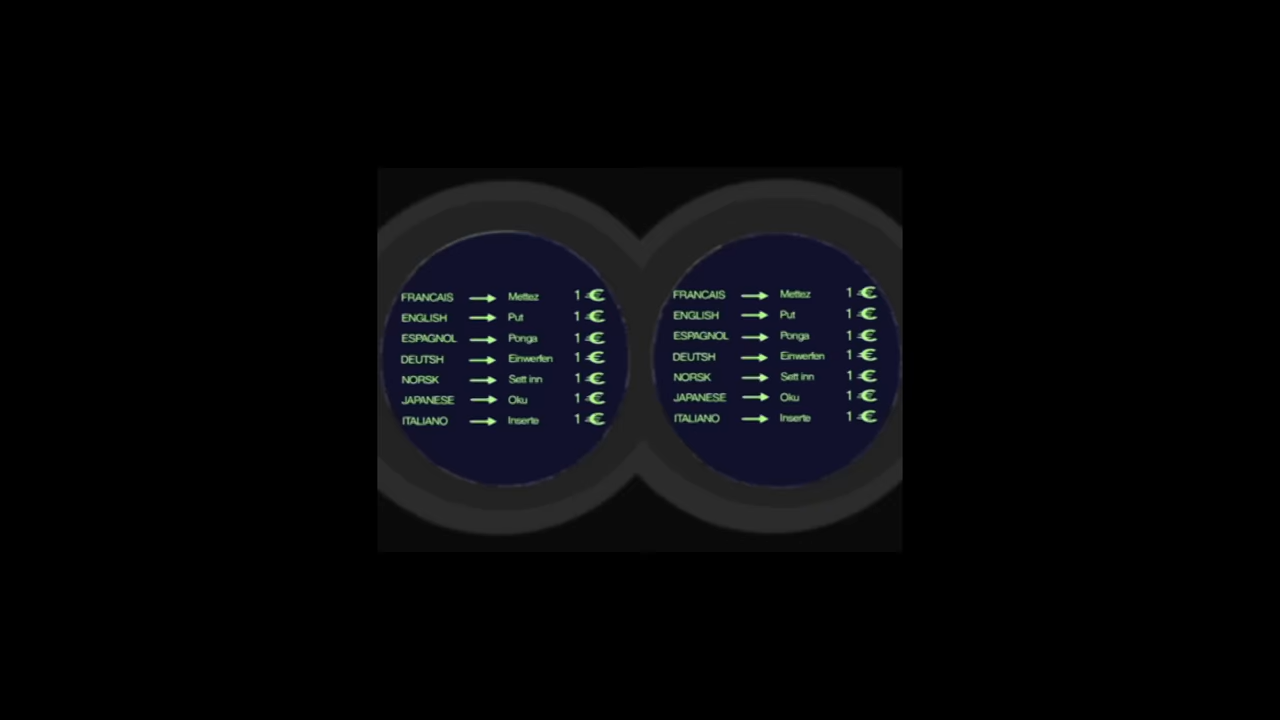 FRANCAIS → Mettez 1 €
ENGLISH → Put 1 €
ESPAGNOL → Ponga 1 €
DEUTSH → Einwerfen 1 €
NORSK → Sett inn 1 €
JAPANESE → Oku 1 €
ITALIANO → Inserte 1 €
FRANCAIS → Mettez 1 €
ENGLISH → Put 1 €
ESPAGNOL → Ponga 1 €
DEUTSH → Einwerfen 1 €
NORSK → Sett inn 1 €
JAPANESE → Oku 1 €
ITALIANO → Inserte 1 €